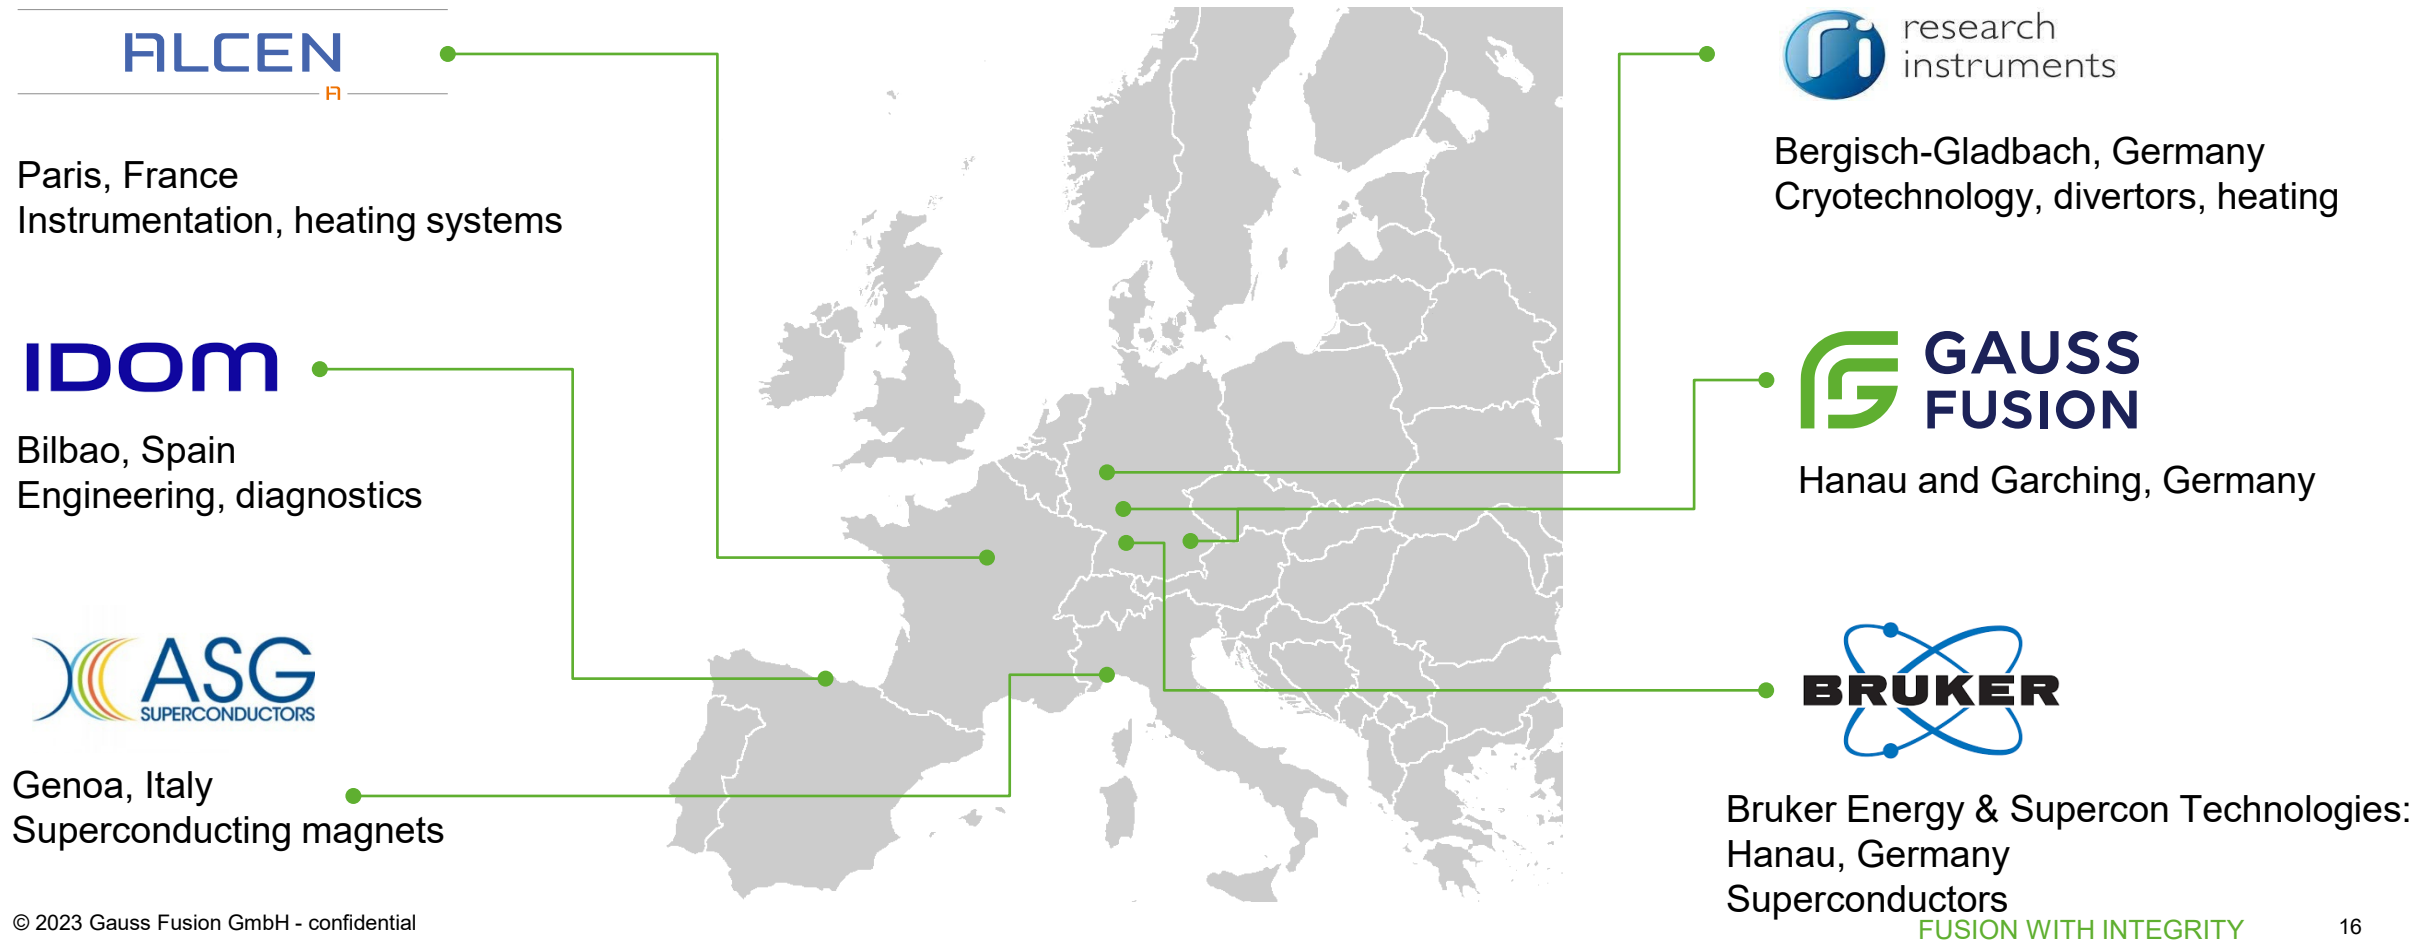 ALCEN
Paris, France
Instrumentation, heating systems
IDOM
Bilbao, Spain
Engineering, diagnostics
ASG
SUPERCONDUCTORS
Genoa, Italy
Superconducting magnets
ri
research
instruments
Bergisch-Gladbach, Germany
Cryotechnology, divertors, heating
GAUSS
FUSION
Hanau and Garching, Germany
BRUKER
Bruker Energy & Supercon Technologies:
Hanau, Germany
Superconductors
© 2023 Gauss Fusion GmbH - confidential
FUSION WITH INTEGRITY
16